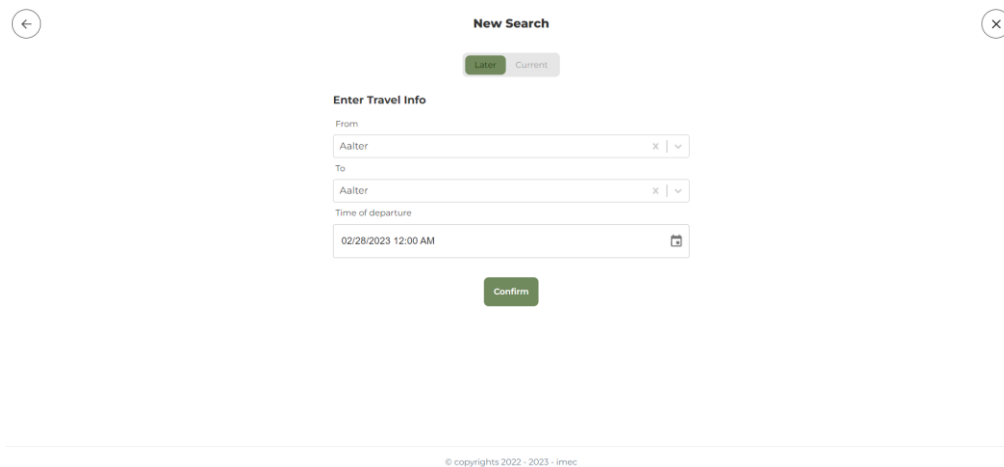 New Search
Later Current
Enter Travel Info
From
Aalter
To
Aalter
Time of departure
02/28/2023 12:00 AM
Confirm
© copyrights 2022 - 2023 - imec